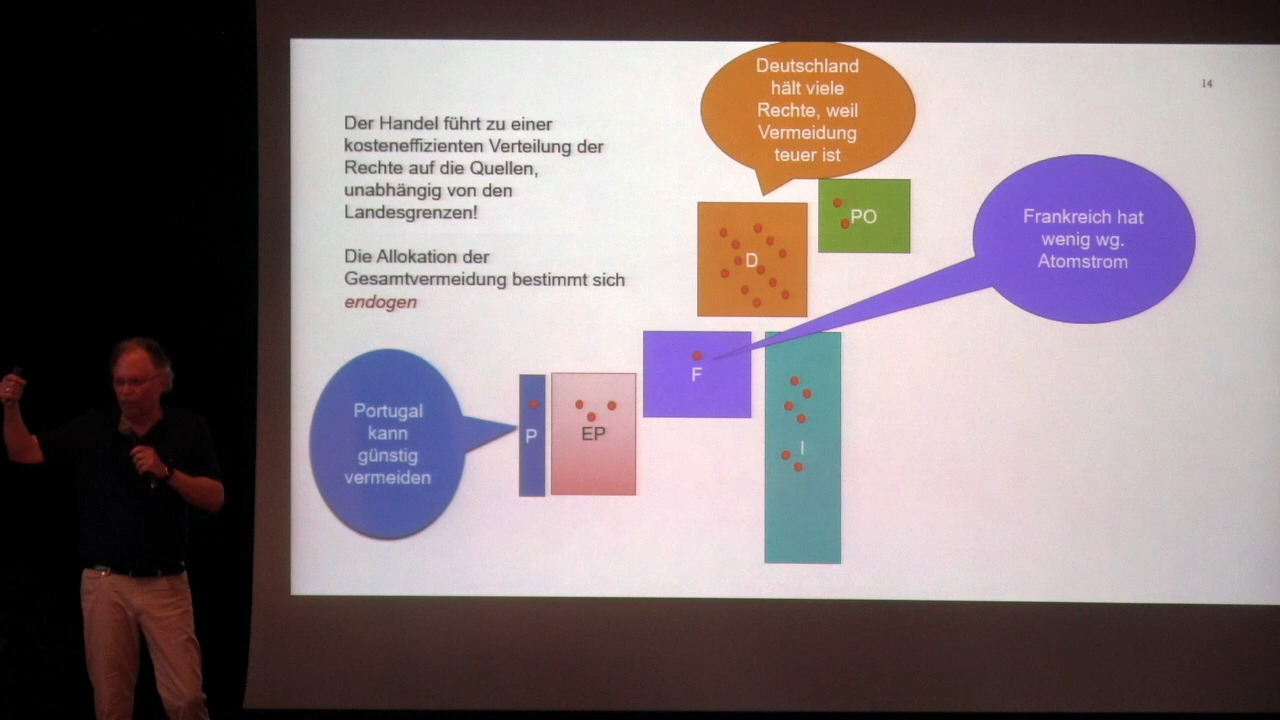 14
Der Handel führt zu einer
kosteneffizienten Verteilung der
Rechte auf die Quellen,
unabhängig von den
Landesgrenzen!
Die Allokation der
Gesamtvermeidung bestimmt sich
endogen
Deutschland
hält viele
Rechte, weil
Vermeidung
teuer ist
PO
D
Frankreich hat
wenig wg.
Atomstrom
F
Portugal
kann
günstig
vermeiden
P
EP
I